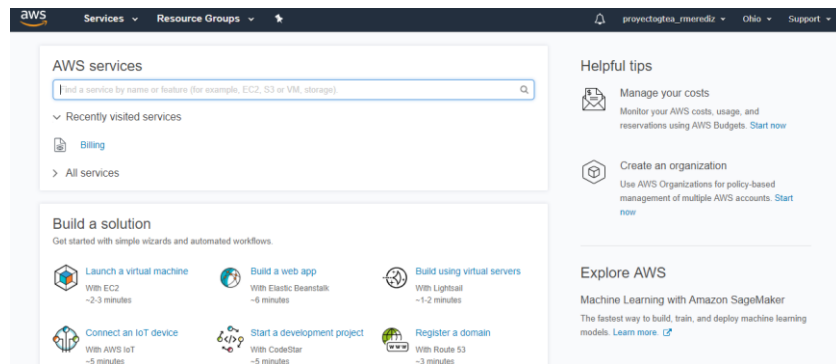 aws
Services
Resource Groups
proyectogtea_rmerediz
Ohio
Support
AWS services
Find a service by name or feature (for example, EC2, S3 or VM, storage).
Recently visited services
Billing
All services
Build a solution
Get started with simple wizards and automated workflows.
Launch a virtual machine
With EC2
~2-3 minutes
Build a web app
With Elastic Beanstalk
~6 minutes
Build using virtual servers
With Lightsail
~1-2 minutes
Connect an IoT device
With AWS IoT
~5 minutes
Start a development project
With CodeStar
~5 minutes
Register a domain
With Route 53
~3 minutes
Helpful tips
Manage your costs
Monitor your AWS costs, usage, and
reservations using AWS Budgets. Start now
Create an organization
Use AWS Organizations for policy-based
management of multiple AWS accounts. Start
now
Explore AWS
Machine Learning with Amazon SageMaker
The fastest way to build, train, and deploy machine learning
models. Learn more.